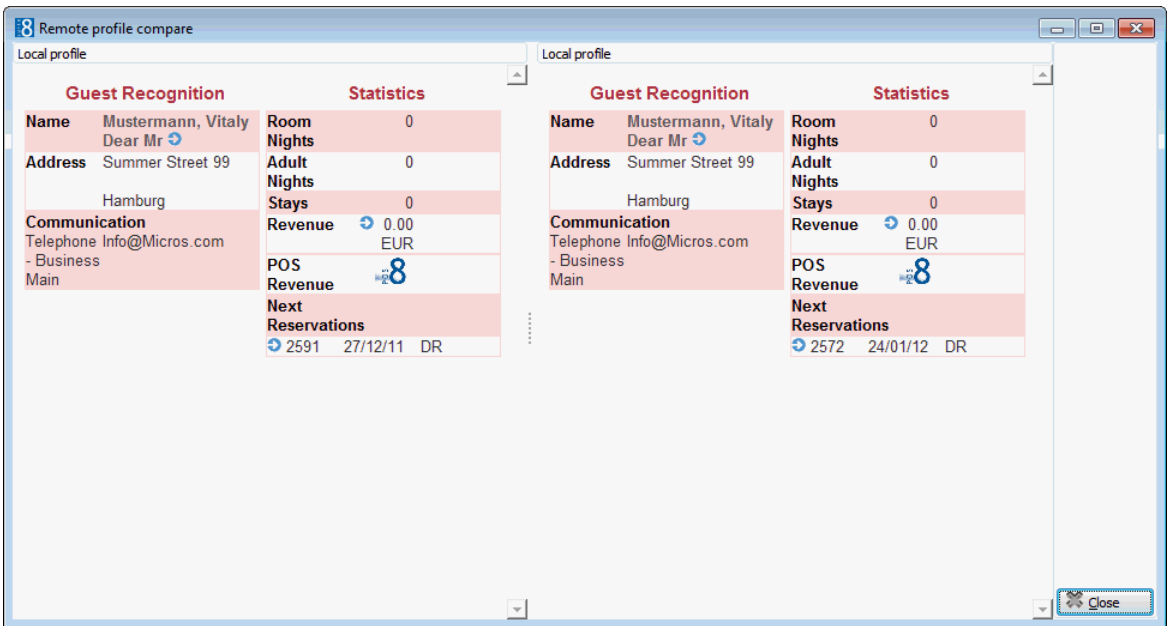 Remote profile compare
Local profile
Guest Recognition
Name Mustermann, Vitaly
Dear Mr
Address Summer Street 99
Hamburg
Communication
Telephone Info@Micros.com
- Business
Main
Statistics
Room 0
Nights
Adult 0
Nights
Stays 0
Revenue 0.00
EUR
POS
Revenue 8
Next
Reservations
2591 27/12/11 DR
Local profile
Guest Recognition
Name Mustermann, Vitaly
Dear Mr
Address Summer Street 99
Hamburg
Communication
Telephone Info@Micros.com
- Business
Main
Statistics
Room 0
Nights
Adult 0
Nights
Stays 0
Revenue 0.00
EUR
POS
Revenue 8
Next
Reservations
2572 24/01/12 DR
Close